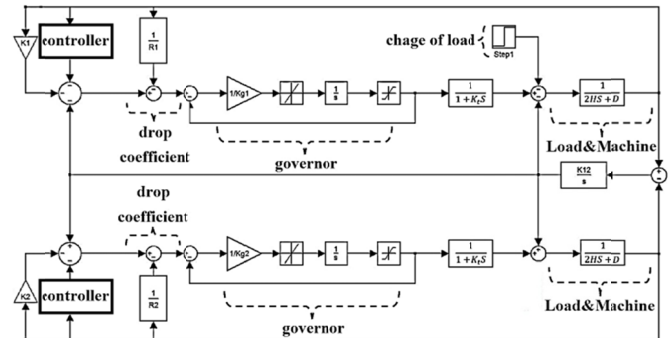 K1
controller
1
R1
chage of load
Step1
1/Kg1
1
s
1
1+KtS
1
2HS+D
drop
coefficient
governor
Load&Machine
K12
s
drop
coefficient
1/Kg2
1
s
1
1+KtS
1
2HS+D
K2
controller
1
R2
governor
Load&Machine